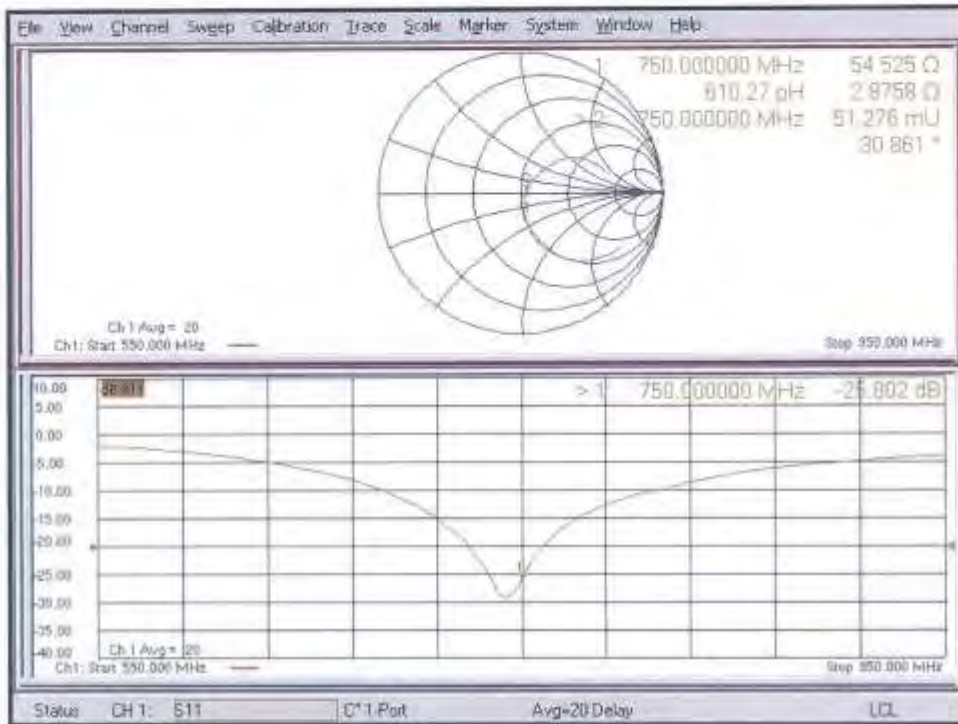 File View Channel Sweep Calibration Trace Scale Marker System Window Help
1 750.000000 MHz 54.525 Ω
610.27 pH 2.8758 Ω
> 2 750.000000 MHz 51.276 mU
30.861 °
Ch 1 Avg = 20
Ch1: Start 550.000 MHz
Stop 950.000 MHz
10.00
> 1 750.000000 MHz -25.802 dB
5.00
0.00
-5.00
-10.00
-15.00
-20.00
-25.00
-30.00
-35.00
-40.00
1
Ch 1 Avg = 20
Ch1: Start 550.000 MHz
Stop 950.000 MHz
Status CH 1: S11 C* 1-Port Avg=20 Delay LCL